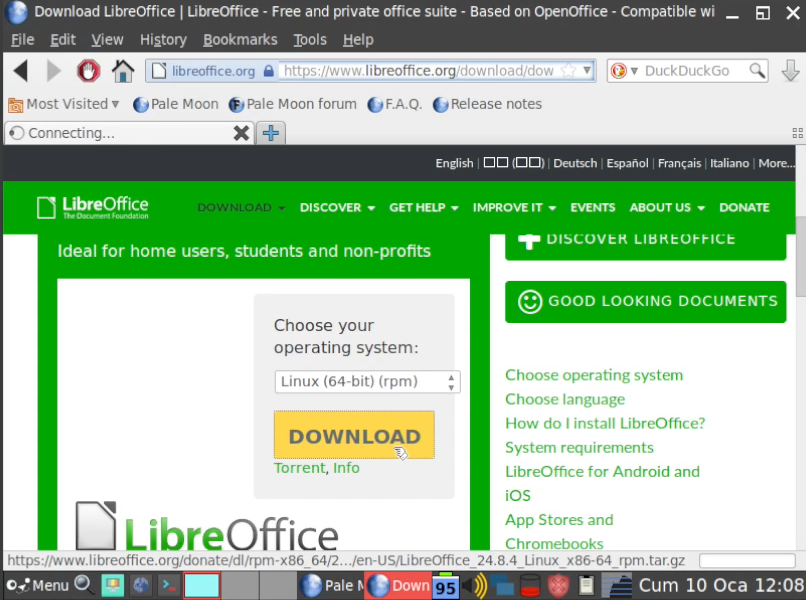 Download LibreOffice | LibreOffice - Free and private office suite - Based on OpenOffice - Compatible wi
File Edit View History Bookmarks Tools Help
libreoffice.org https://www.libreoffice.org/download/dow DuckDuckGo
Most Visited Pale Moon Pale Moon forum F.A.Q. Release notes
Connecting...
English | Deutsch | Español | Français | Italiano | More...
LibreOffice
The Document Foundation
DOWNLOAD DISCOVER GET HELP IMPROVE IT EVENTS ABOUT US DONATE
Ideal for home users, students and non-profits
DISCOVER LIBREOFFICE
GOOD LOOKING DOCUMENTS
Choose your
operating system:
Linux (64-bit) (rpm)
DOWNLOAD
Torrent, Info
LibreOffice
Choose operating system
Choose language
How do I install LibreOffice?
System requirements
LibreOffice for Android and
iOS
App Stores and
Chromebooks
https://www.libreoffice.org/donate/dl/rpm-x86_64/2.../en-US/LibreOffice_24.8.4_Linux_x86-64_rpm.tar.gz
Menu Pale M Down 95 Cum 10 Oca 12:08